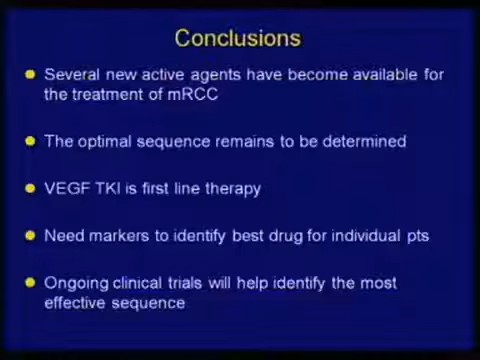 Conclusions
Several new active agents have become available for
the treatment of mRCC
The optimal sequence remains to be determined
VEGF TKI is first line therapy
Need markers to identify best drug for individual pts
Ongoing clinical trials will help identify the most
effective sequence